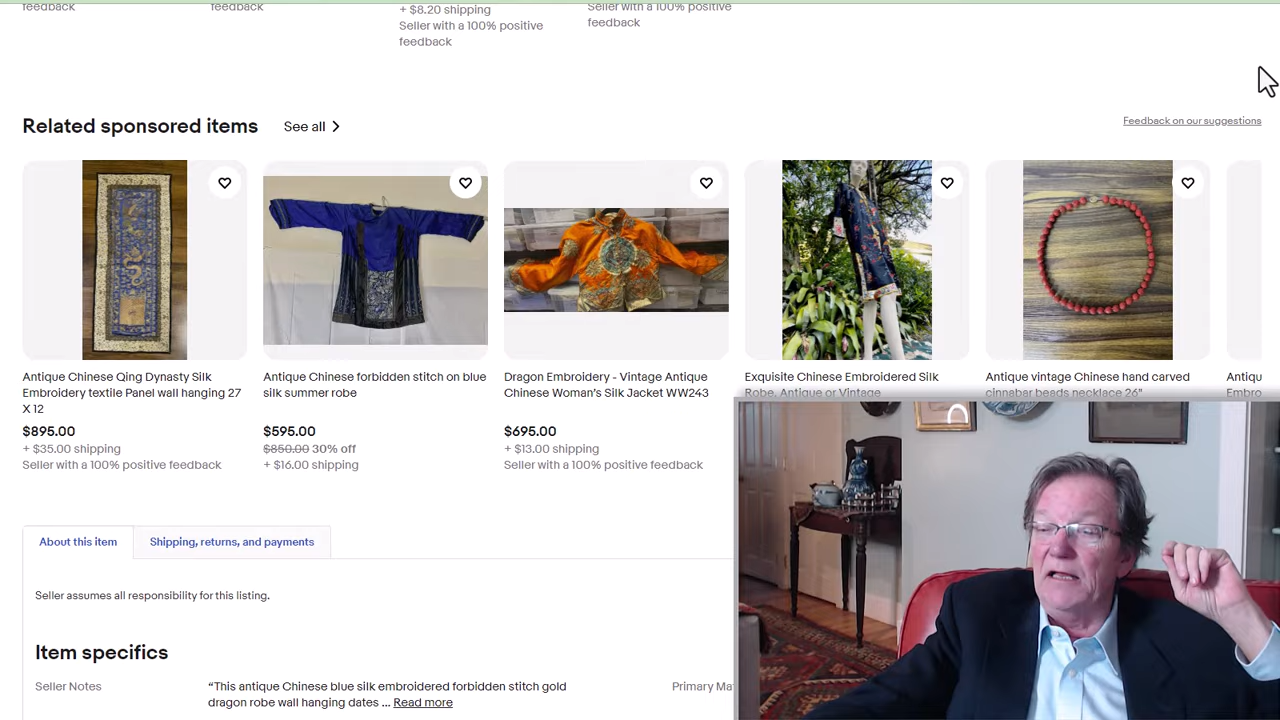 feedback
feedback
+ $8.20 shipping
Seller with a 100% positive
feedback
Seller with a 100% positive
feedback
Related sponsored items
See all
Feedback on our suggestions
Antique Chinese Qing Dynasty Silk
Embroidery textile Panel wall hanging 27
X 12
$895.00
+ $35.00 shipping
Seller with a 100% positive feedback
Antique Chinese forbidden stitch on blue
silk summer robe
$595.00
$850.00 30% off
+ $16.00 shipping
Dragon Embroidery - Vintage Antique
Chinese Woman's Silk Jacket WW243
$695.00
+ $13.00 shipping
Seller with a 100% positive feedback
Exquisite Chinese Embroidered Silk
Robe, Antique or Vintage
Antique vintage Chinese hand carved
cinnabar beads necklace 26"
Antiqu
Embro
About this item
Shipping, returns, and payments
Seller assumes all responsibility for this listing.
Item specifics
Seller Notes
“This antique Chinese blue silk embroidered forbidden stitch gold
dragon robe wall hanging dates ... Read more
Primary Ma